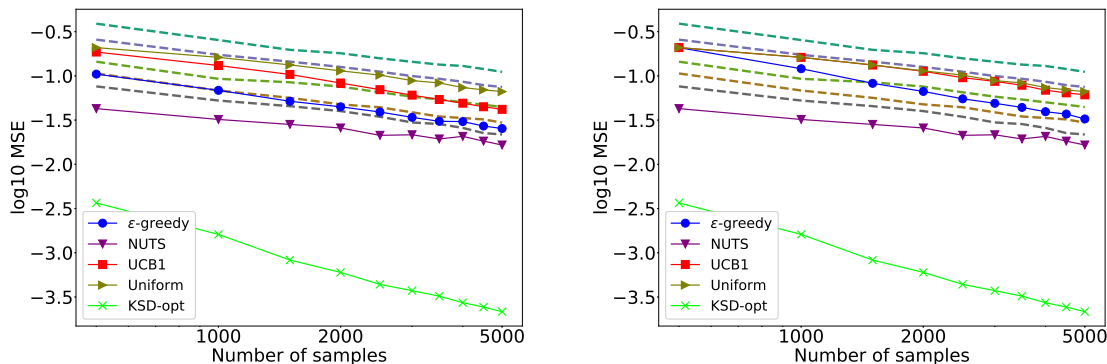 log10 MSE
−0.5
−1.0
−1.5
−2.0
−2.5
−3.0
−3.5
ε-greedy
NUTS
UCB1
Uniform
KSD-opt
1000
2000
5000
Number of samples
log10 MSE
−0.5
−1.0
−1.5
−2.0
−2.5
−3.0
−3.5
ε-greedy
NUTS
UCB1
Uniform
KSD-opt
1000
2000
5000
Number of samples